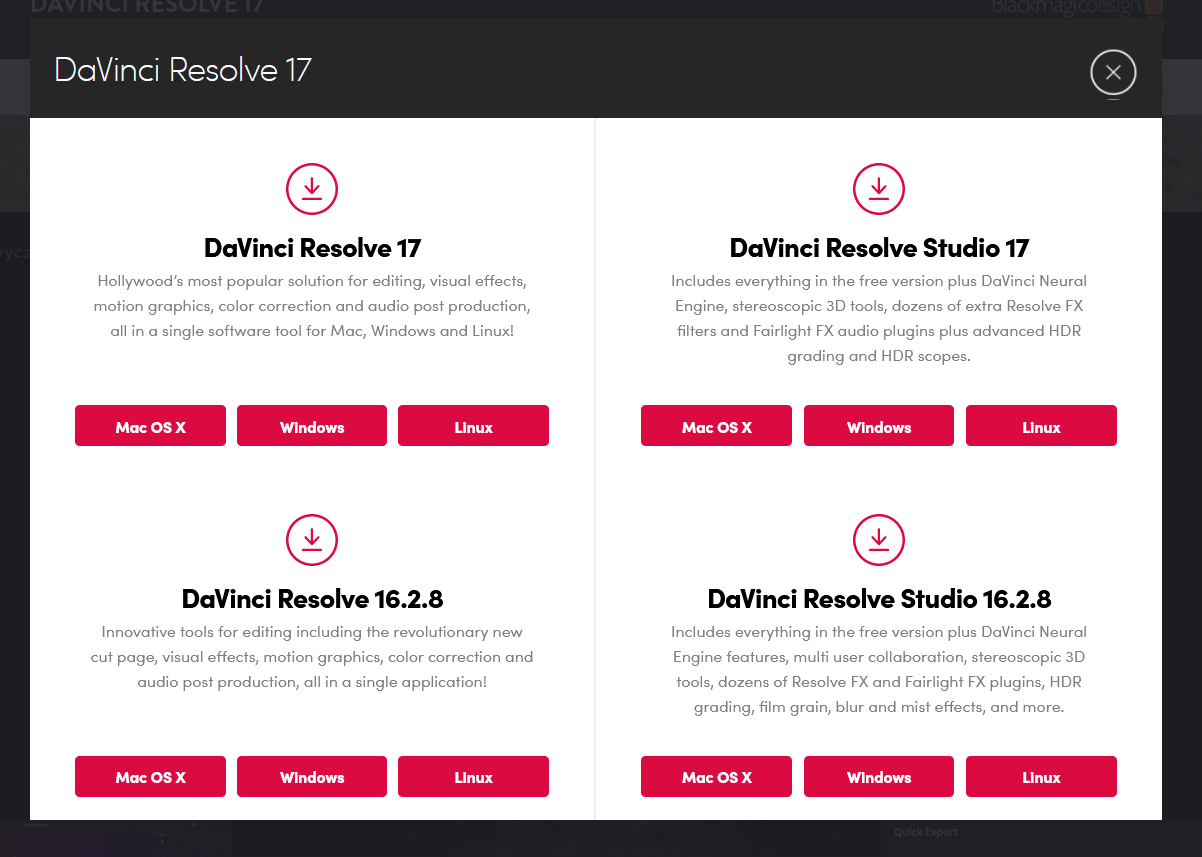 DAVINCI RESOLVE 17
Blackmagicdesign
DaVinci Resolve 17
DaVinci Resolve 17
Hollywood’s most popular solution for editing, visual effects,
motion graphics, color correction and audio post production,
all in a single software tool for Mac, Windows and Linux!
Mac OS X
Windows
Linux
DaVinci Resolve Studio 17
Includes everything in the free version plus DaVinci Neural
Engine, stereoscopic 3D tools, dozens of extra Resolve FX
filters and Fairlight FX audio plugins plus advanced HDR
grading and HDR scopes.
Mac OS X
Windows
Linux
DaVinci Resolve 16.2.8
Innovative tools for editing including the revolutionary new
cut page, visual effects, motion graphics, color correction and
audio post production, all in a single application!
Mac OS X
Windows
Linux
DaVinci Resolve Studio 16.2.8
Includes everything in the free version plus DaVinci Neural
Engine features, multi user collaboration, stereoscopic 3D
tools, dozens of Resolve FX and Fairlight FX plugins, HDR
grading, film grain, blur and mist effects, and more.
Mac OS X
Windows
Linux
Quick Export